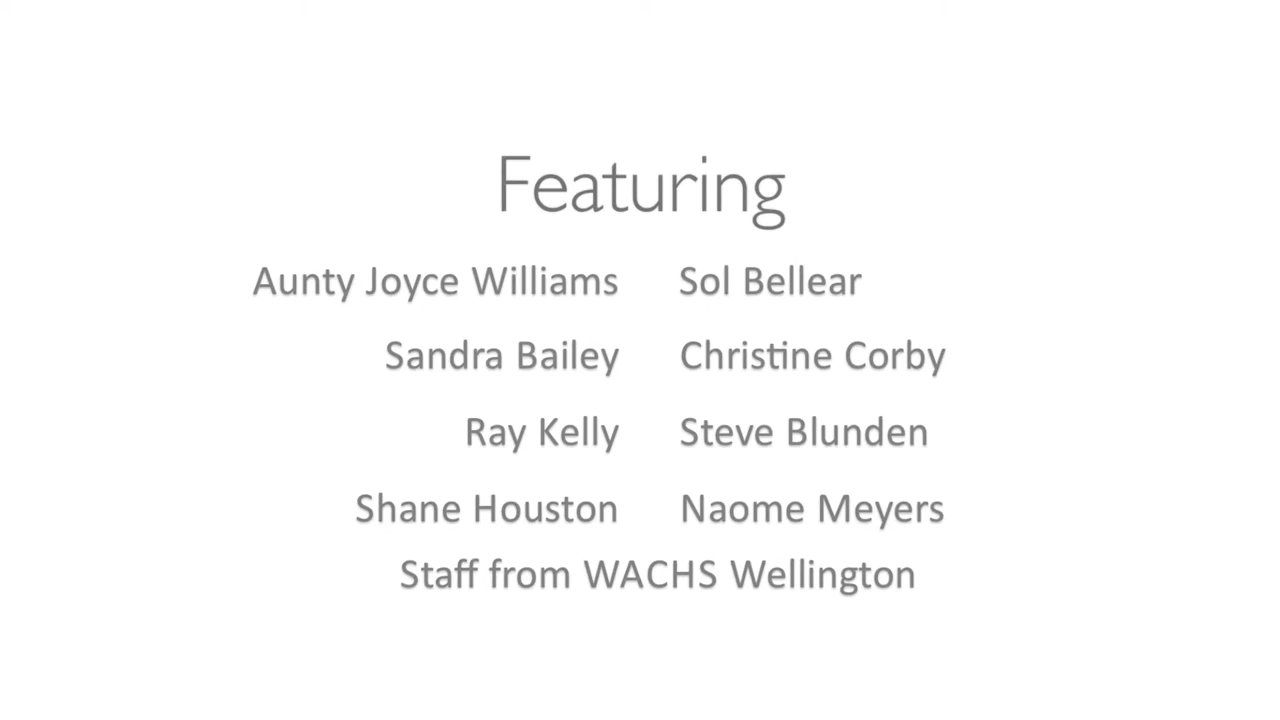 Featuring
Aunty Joyce Williams Sol Bellear
Sandra Bailey Christine Corby
Ray Kelly Steve Blunden
Shane Houston Naome Meyers
Staff from WACHS Wellington